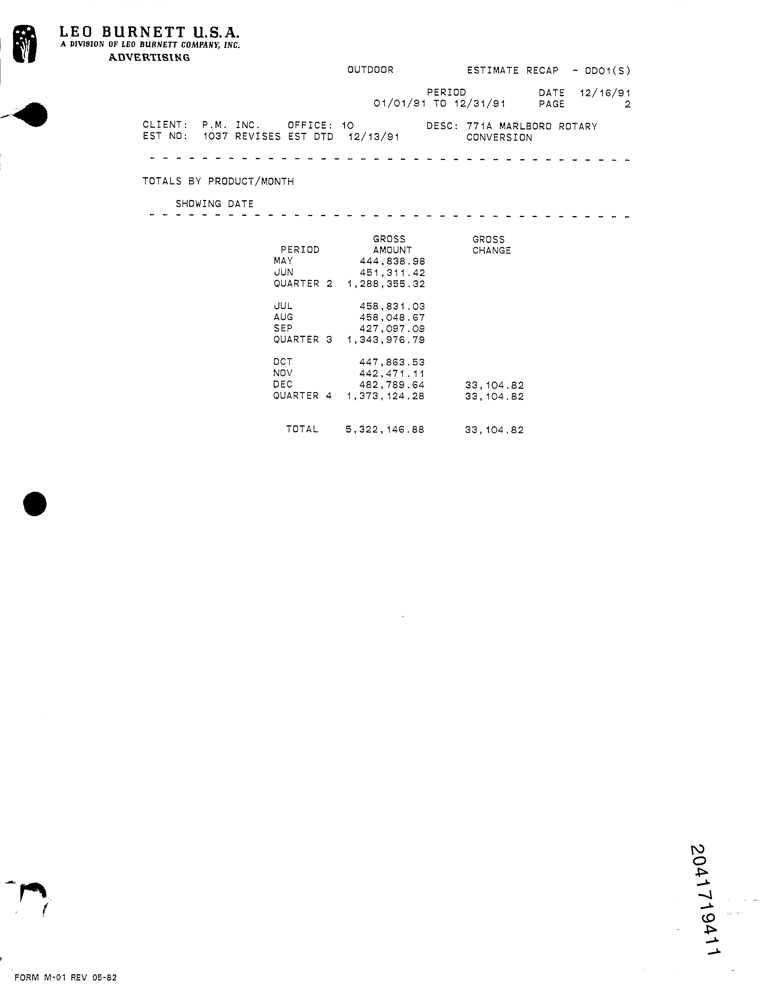 LEO BURNETT U.S.A.
A DIVISION OF LEO BURNETT COMPANY, INC.
ADVERTISING
OUTDOOR ESTIMATE RECAP - OD01(S)
PERIOD DATE 12/16/91
01/01/91 TO 12/31/91 PAGE 2
CLIENT: P.M. INC. OFFICE: 10 DESC: 771A MARLBORO ROTARY
EST NO: 1037 REVISES EST DTD 12/13/91 CONVERSION
- - - - - - - - - - - - - - - - - - - - - - - - - - - - - - - - - - - - -
TOTALS BY PRODUCT/MONTH
SHOWING DATE
- - - - - - - - - - - - - - - - - - - - - - - - - - - - - - - - - - - - -
GROSS GROSS
PERIOD AMOUNT CHANGE
MAY 444,838.98
JUN 451,311.42
QUARTER 2 1,288,355.32
JUL 458,831.03
AUG 458,048.67
SEP 427,097.09
QUARTER 3 1,343,976.79
OCT 447,863.53
NOV 442,471.11
DEC 482,789.64 33,104.82
QUARTER 4 1,373,124.28 33,104.82
TOTAL 5,322,146.88 33,104.82
2041719411
FORM M-01 REV 05-82